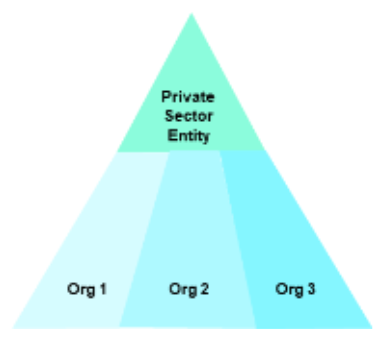 Private
Sector
Entity
Org 1
Org 2
Org 3